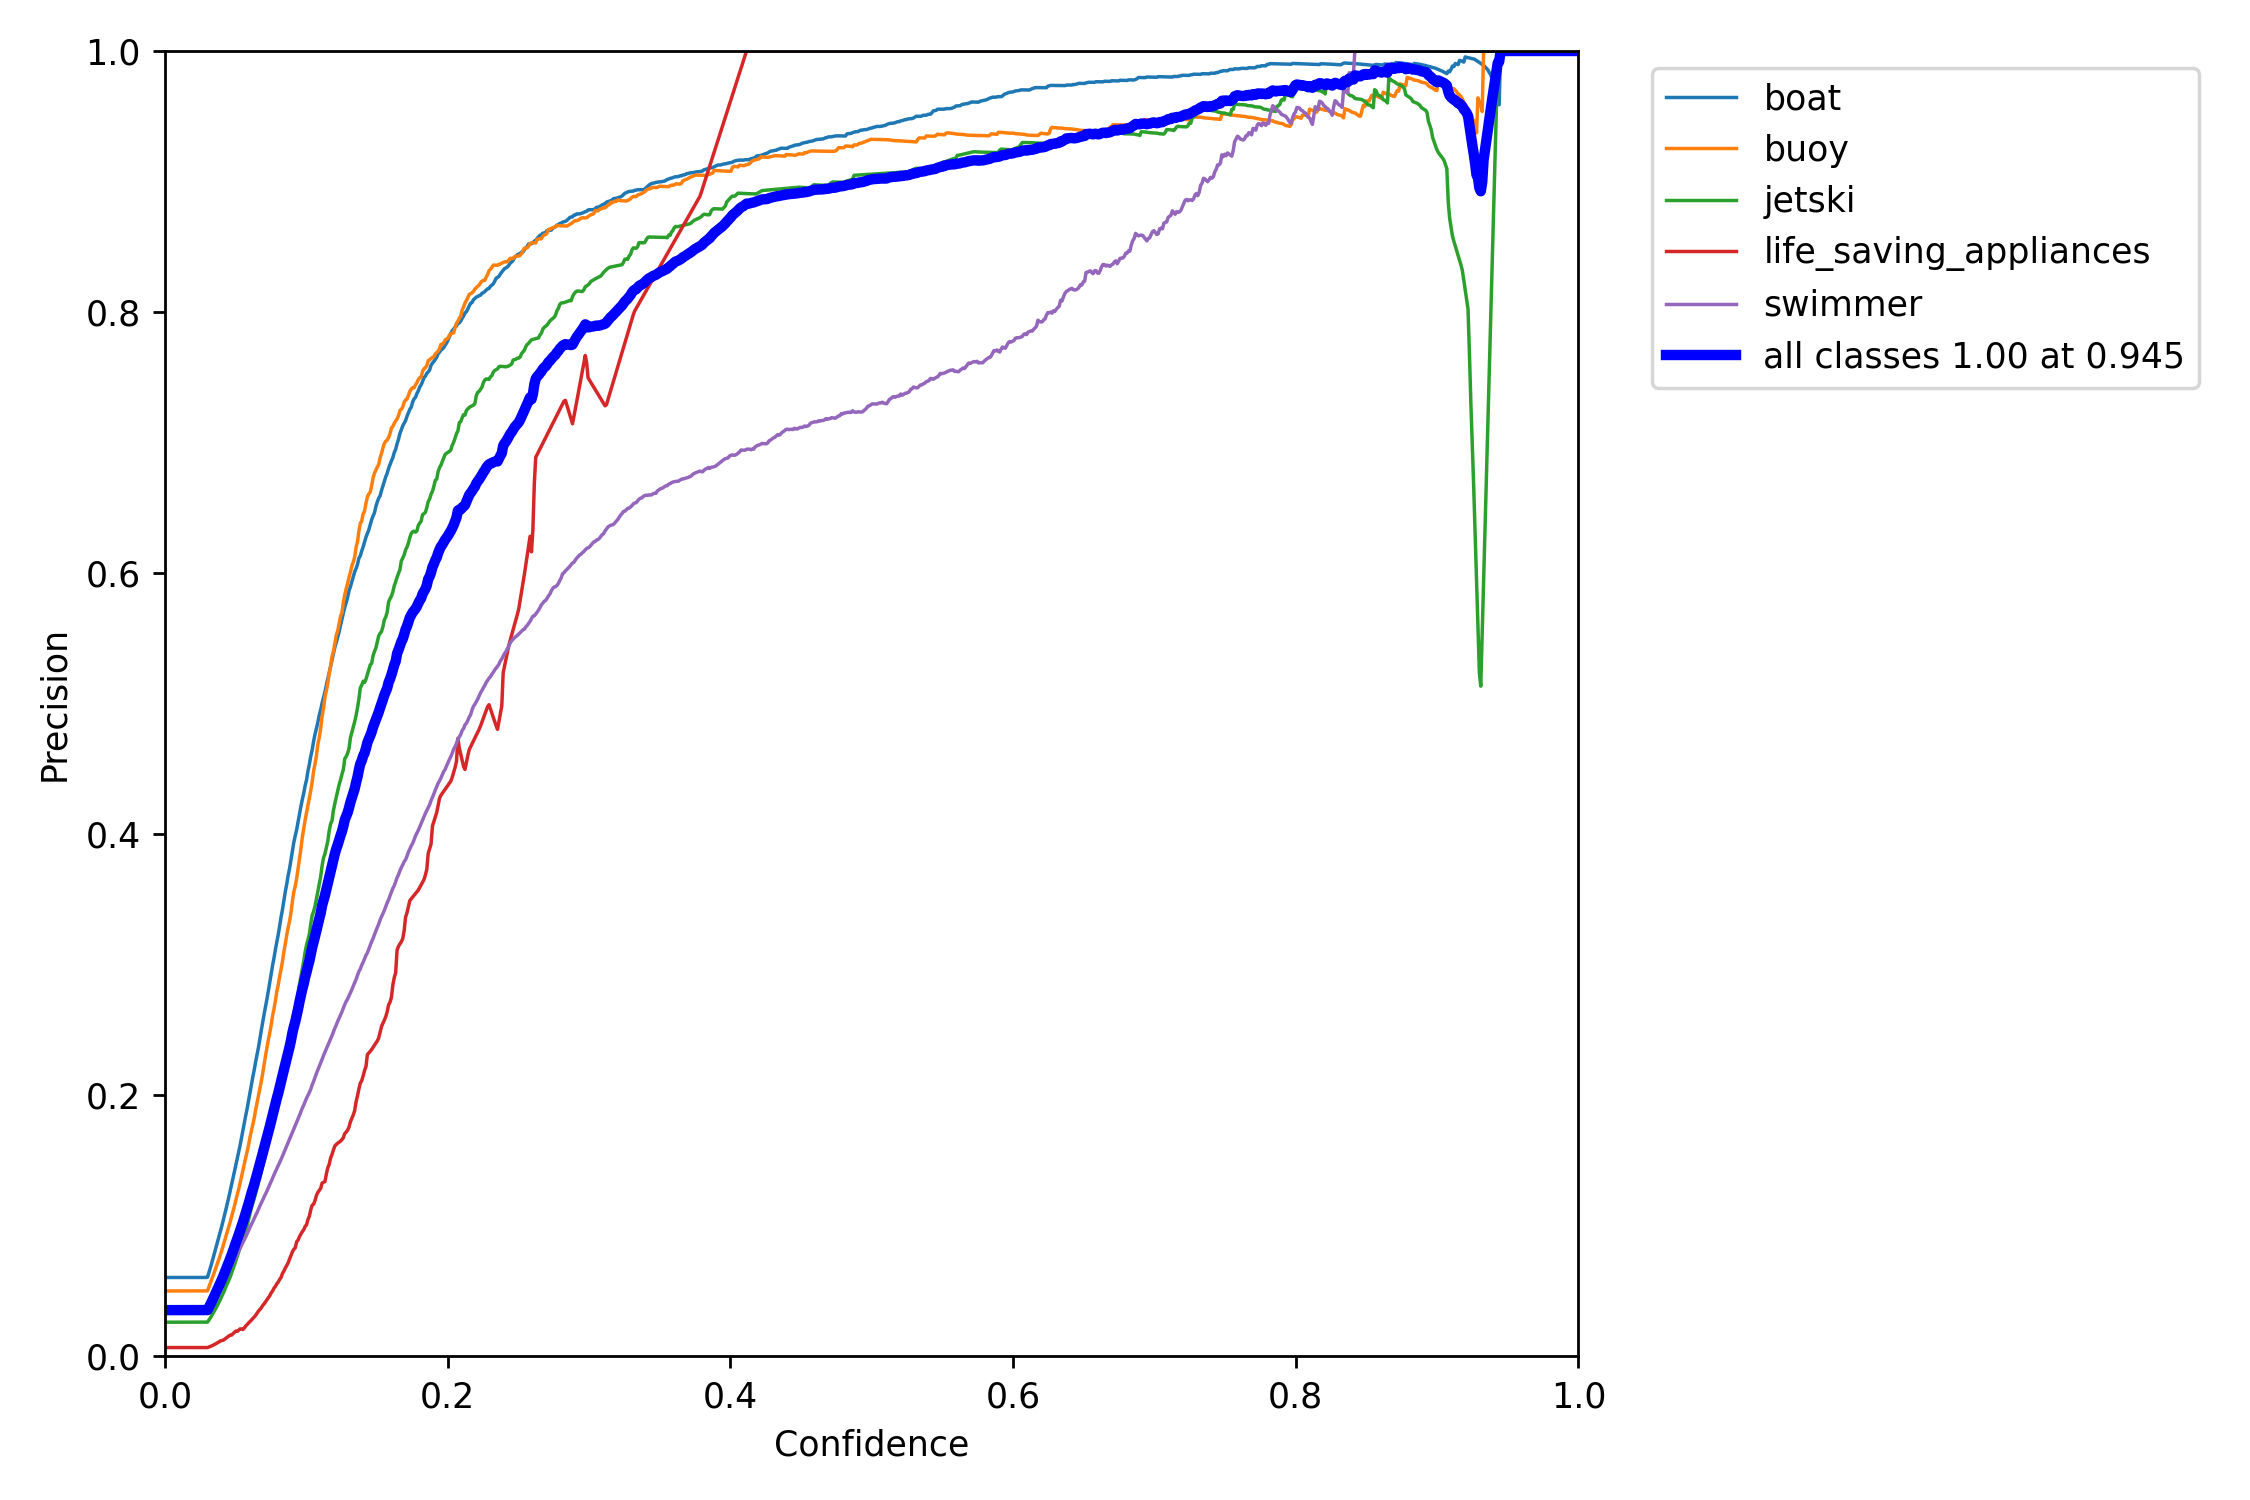 1.0
0.8
0.6
0.4
0.2
0.0
Precision
0.0 0.2 0.4 0.6 0.8 1.0
Confidence
boat
buoy
jetski
life_saving_appliances
swimmer
all classes 1.00 at 0.945